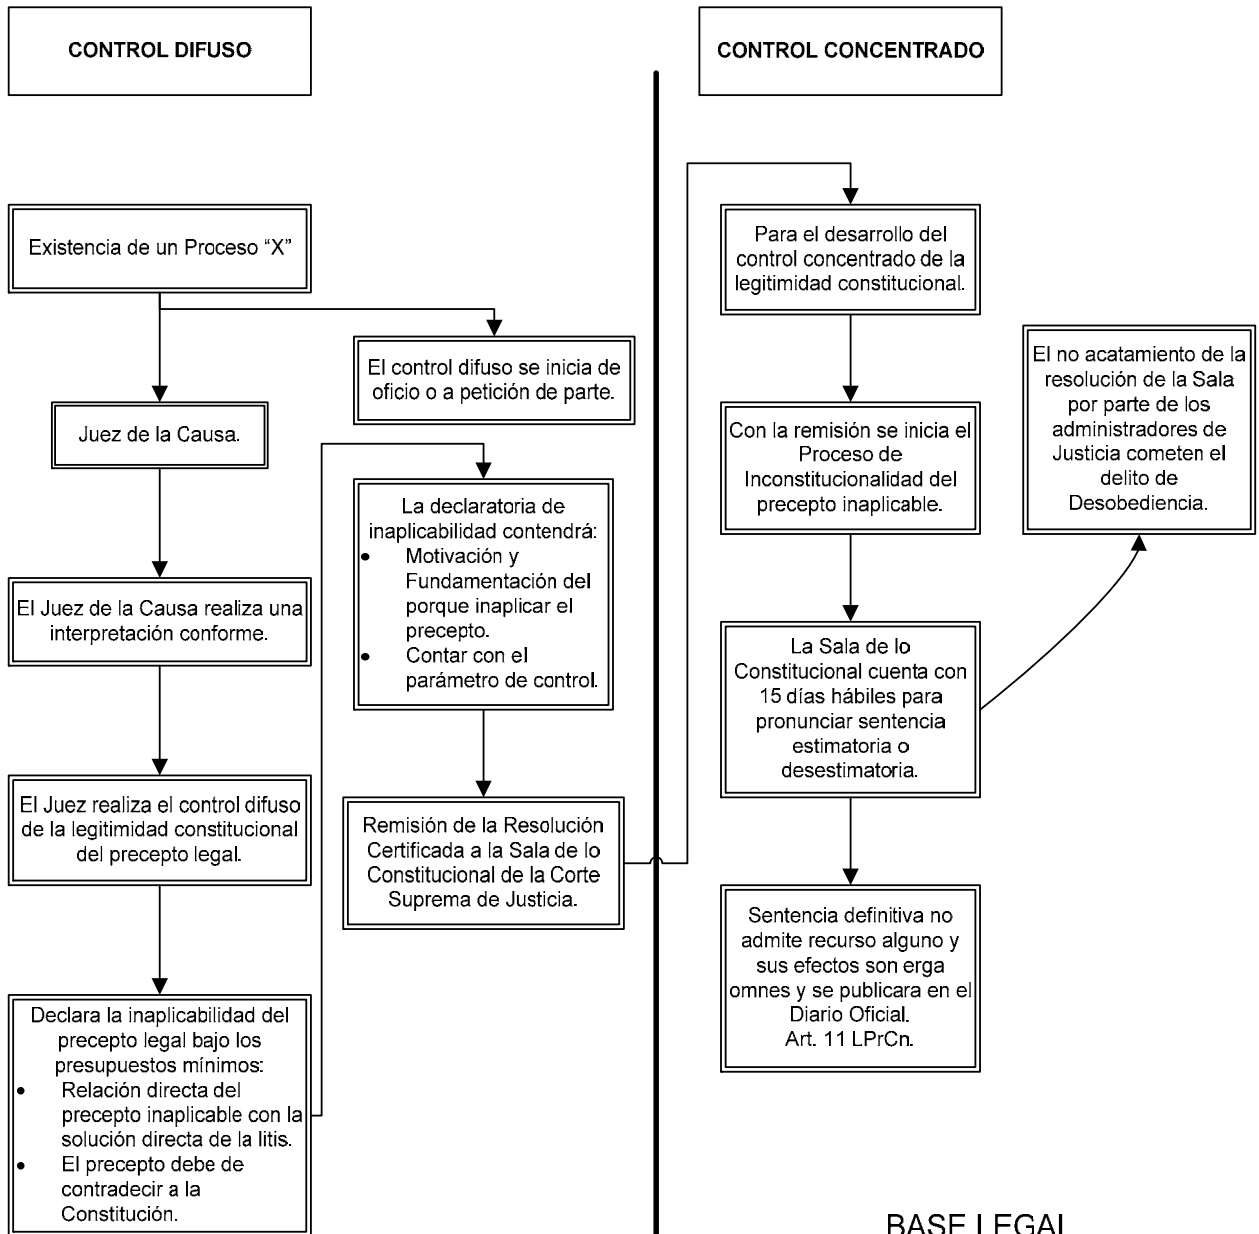 CONTROL DIFUSO
CONTROL CONCENTRADO
Existencia de un Proceso “X”
El control difuso se inicia de
oficio o a petición de parte.
Juez de la Causa.
El Juez de la Causa realiza una
interpretación conforme.
El Juez realiza el control difuso
de la legitimidad constitucional
del precepto legal.
Declara la inaplicabilidad del
precepto legal bajo los
presupuestos mínimos:
• Relación directa del
precepto inaplicable con la
solución directa de la litis.
• El precepto debe de
contradecir a la
Constitución.
La declaratoria de
inaplicabilidad contendrá:
• Motivación y
Fundamentación del
porque inaplicar el
precepto.
• Contar con el
parámetro de control.
Remisión de la Resolución
Certificada a la Sala de lo
Constitucional de la Corte
Suprema de Justicia.
Para el desarrollo del
control concentrado de la
legitimidad constitucional.
Con la remisión se inicia el
Proceso de
Inconstitucionalidad del
precepto inaplicable.
La Sala de lo
Constitucional cuenta con
15 días hábiles para
pronunciar sentencia
estimatoria o
desestimatoria.
El no acatamiento de la
resolución de la Sala
por parte de los
administradores de
Justicia cometen el
delito de
Desobediencia.
Sentencia definitiva no
admite recurso alguno y
sus efectos son erga
omnes y se publicara en el
Diario Oficial.
Art. 11 LPrCn.
BASE LEGAL